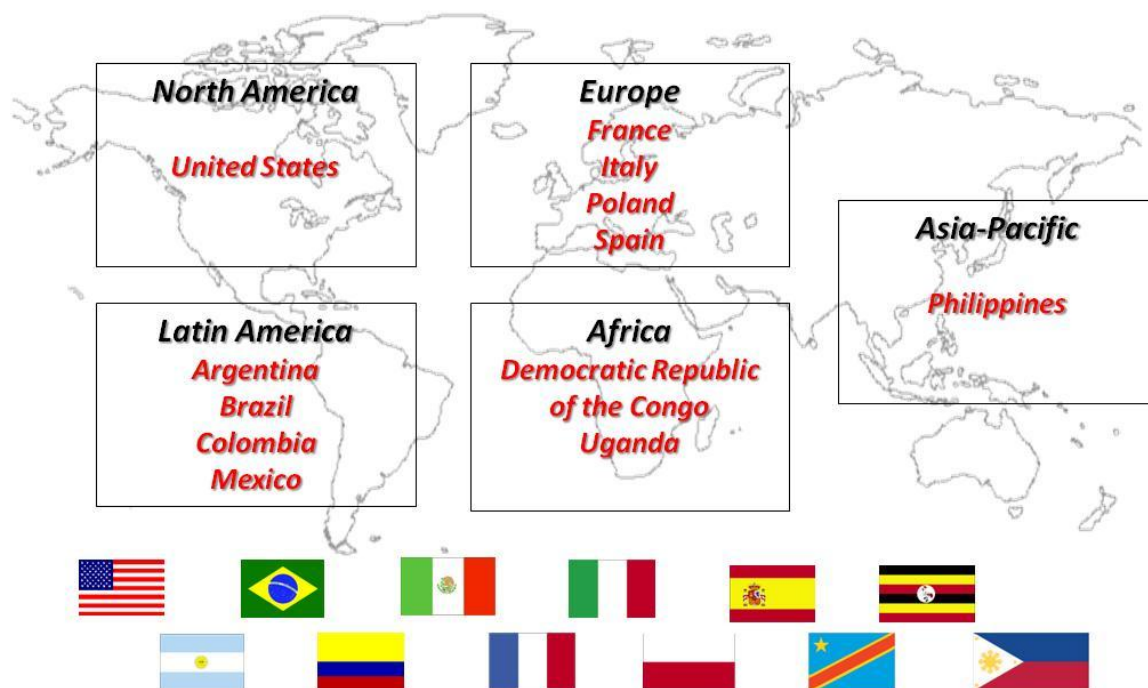 North America
United States
Europe
France
Italy
Poland
Spain
Asia-Pacific
Philippines
Latin America
Argentina
Brazil
Colombia
Mexico
Africa
Democratic Republic
of the Congo
Uganda